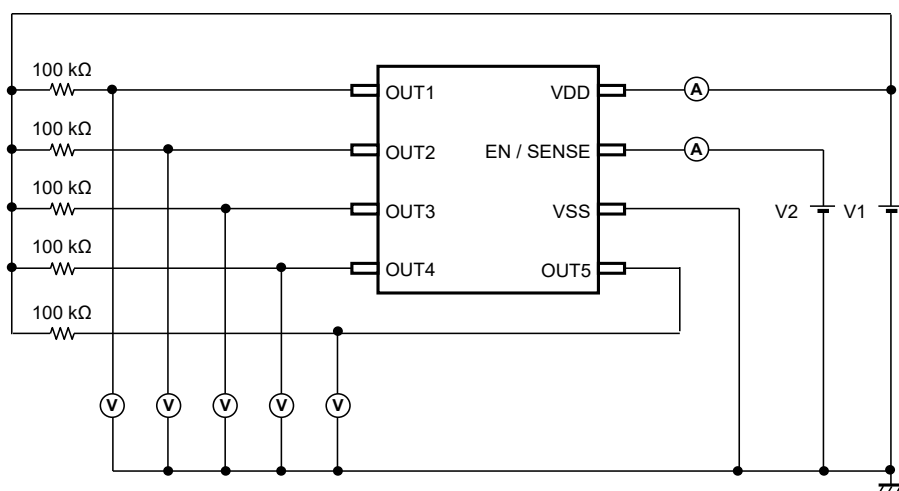 100 kΩ
OUT1
VDD
A
100 kΩ
OUT2
EN / SENSE
A
100 kΩ
OUT3
VSS
V2
V1
100 kΩ
OUT4
OUT5
100 kΩ
V
V
V
V
V